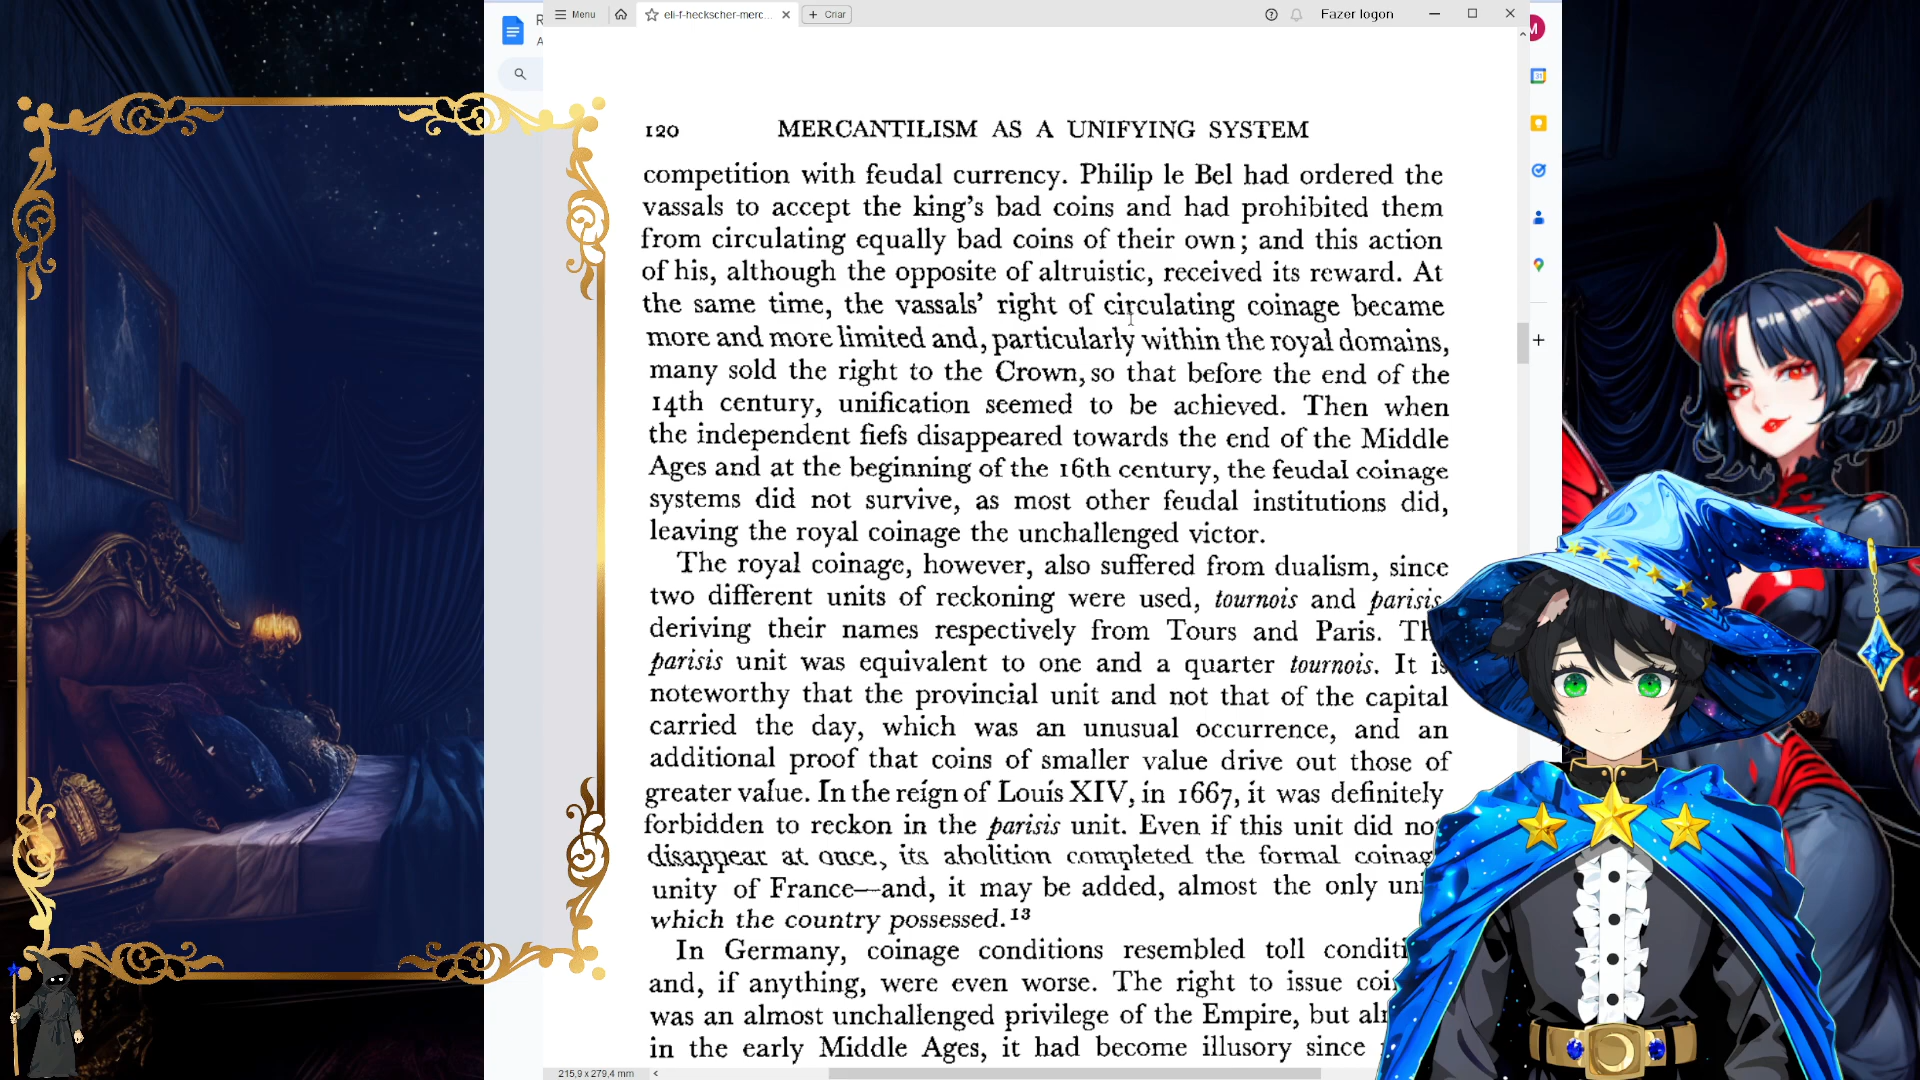 Menu
eli-f-heckscher-merc...
Criar
Fazer logon
120 MERCANTILISM AS A UNIFYING SYSTEM
competition with feudal currency. Philip le Bel had ordered the
vassals to accept the king's bad coins and had prohibited them
from circulating equally bad coins of their own; and this action
of his, although the opposite of altruistic, received its reward. At
the same time, the vassals' right of circulating coinage became
more and more limited and, particularly within the royal domains,
many sold the right to the Crown, so that before the end of the
14th century, unification seemed to be achieved. Then when
the independent fiefs disappeared towards the end of the Middle
Ages and at the beginning of the 16th century, the feudal coinage
systems did not survive, as most other feudal institutions did,
leaving the royal coinage the unchallenged victor.
The royal coinage, however, also suffered from dualism, since
two different units of reckoning were used, tournois and parisis
deriving their names respectively from Tours and Paris. Th
parisis unit was equivalent to one and a quarter tournois. It is
noteworthy that the provincial unit and not that of the capital
carried the day, which was an unusual occurrence, and an
additional proof that coins of smaller value drive out those of
greater value. In the reign of Louis XIV, in 1667, it was definitely
forbidden to reckon in the parisis unit. Even if this unit did no
disappear at once, its abolition completed the formal coinag
unity of France—and, it may be added, almost the only uni
which the country possessed.13
In Germany, coinage conditions resembled toll conditi
and, if anything, were even worse. The right to issue coi
was an almost unchallenged privilege of the Empire, but al
in the early Middle Ages, it had become illusory since
215,9 x 279,4 mm